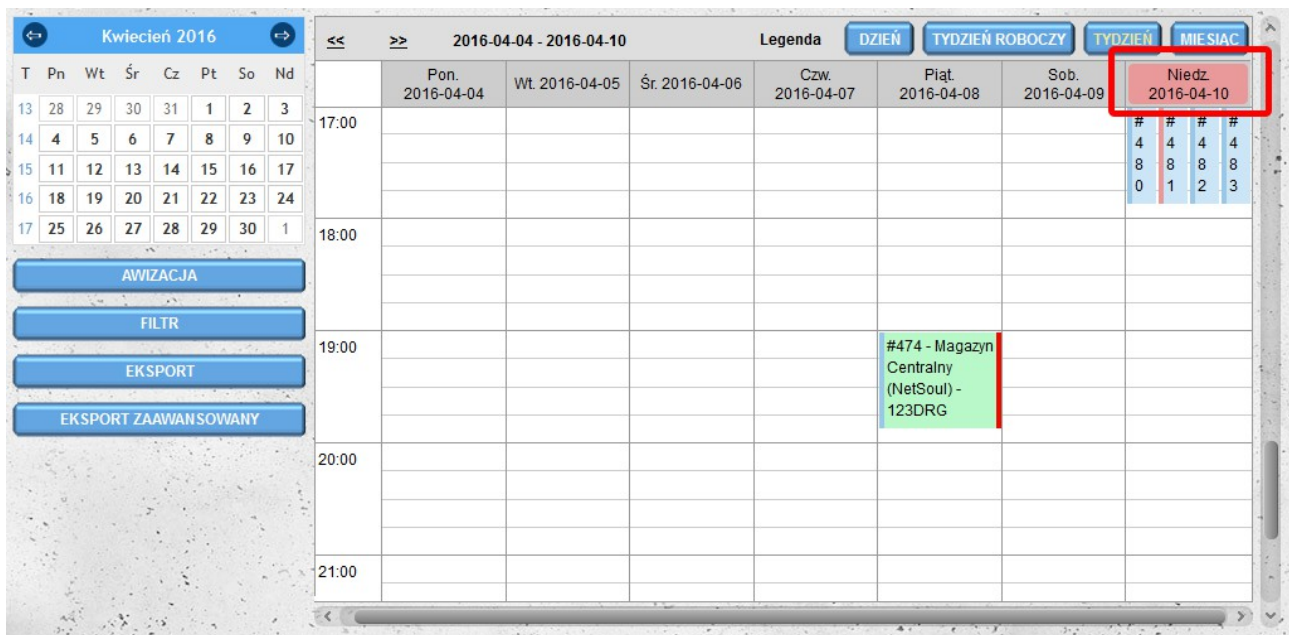 Kwiecień 2016
T Pn Wt Śr Cz Pt So Nd
13 28 29 30 31 1 2 3
14 4 5 6 7 8 9 10
15 11 12 13 14 15 16 17
16 18 19 20 21 22 23 24
17 25 26 27 28 29 30 1
AWIZACJA
FILTR
EKSPORT
EKSPORT ZAAWANSOWANY
<< >> 2016-04-04 - 2016-04-10 Legenda DZIEŃ TYDZIEŃ ROBOCZY TYDZIEŃ MIESIĄC
Pon. 2016-04-04
Wt. 2016-04-05
Śr. 2016-04-06
Czw. 2016-04-07
Piąt. 2016-04-08
Sob. 2016-04-09
Niedz. 2016-04-10
17:00
#480
#481
#482
#483
18:00
19:00
#474 - Magazyn
Centralny
(NetSoul) -
123DRG
20:00
21:00